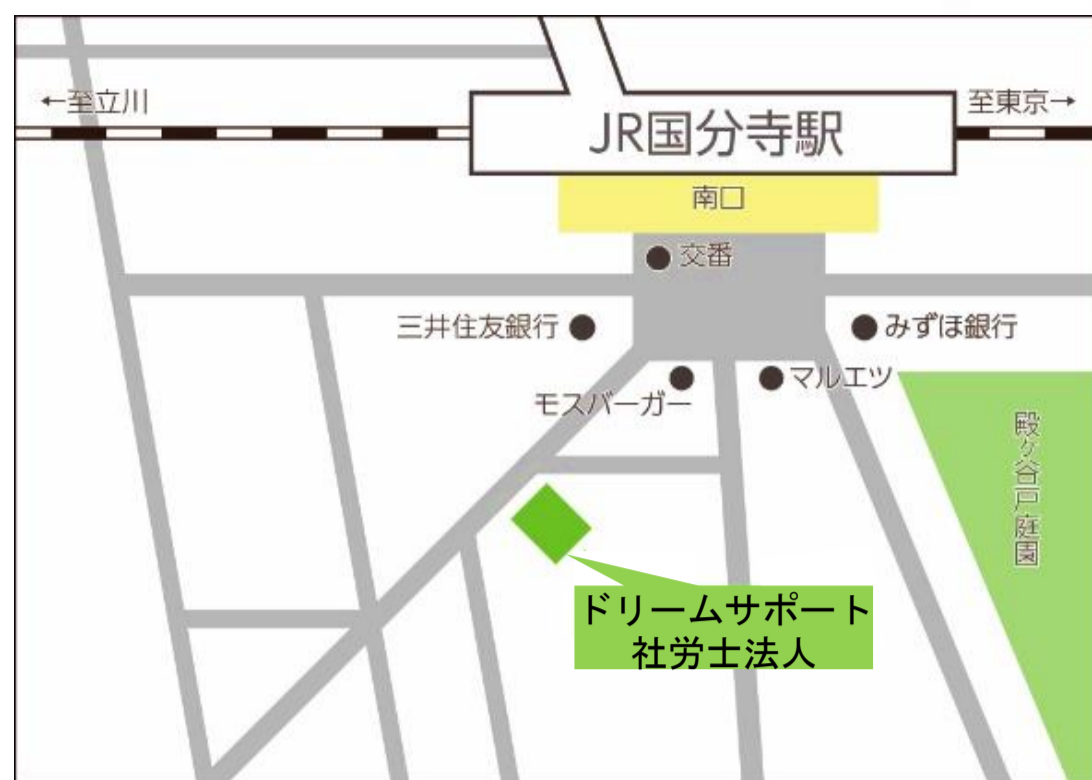 ←至立川
至東京→
JR国分寺駅
南口
交番
三井住友銀行
みずほ銀行
モスバーガー
マルエツ
殿ヶ谷戸庭園
ドリームサポート
社労士法人